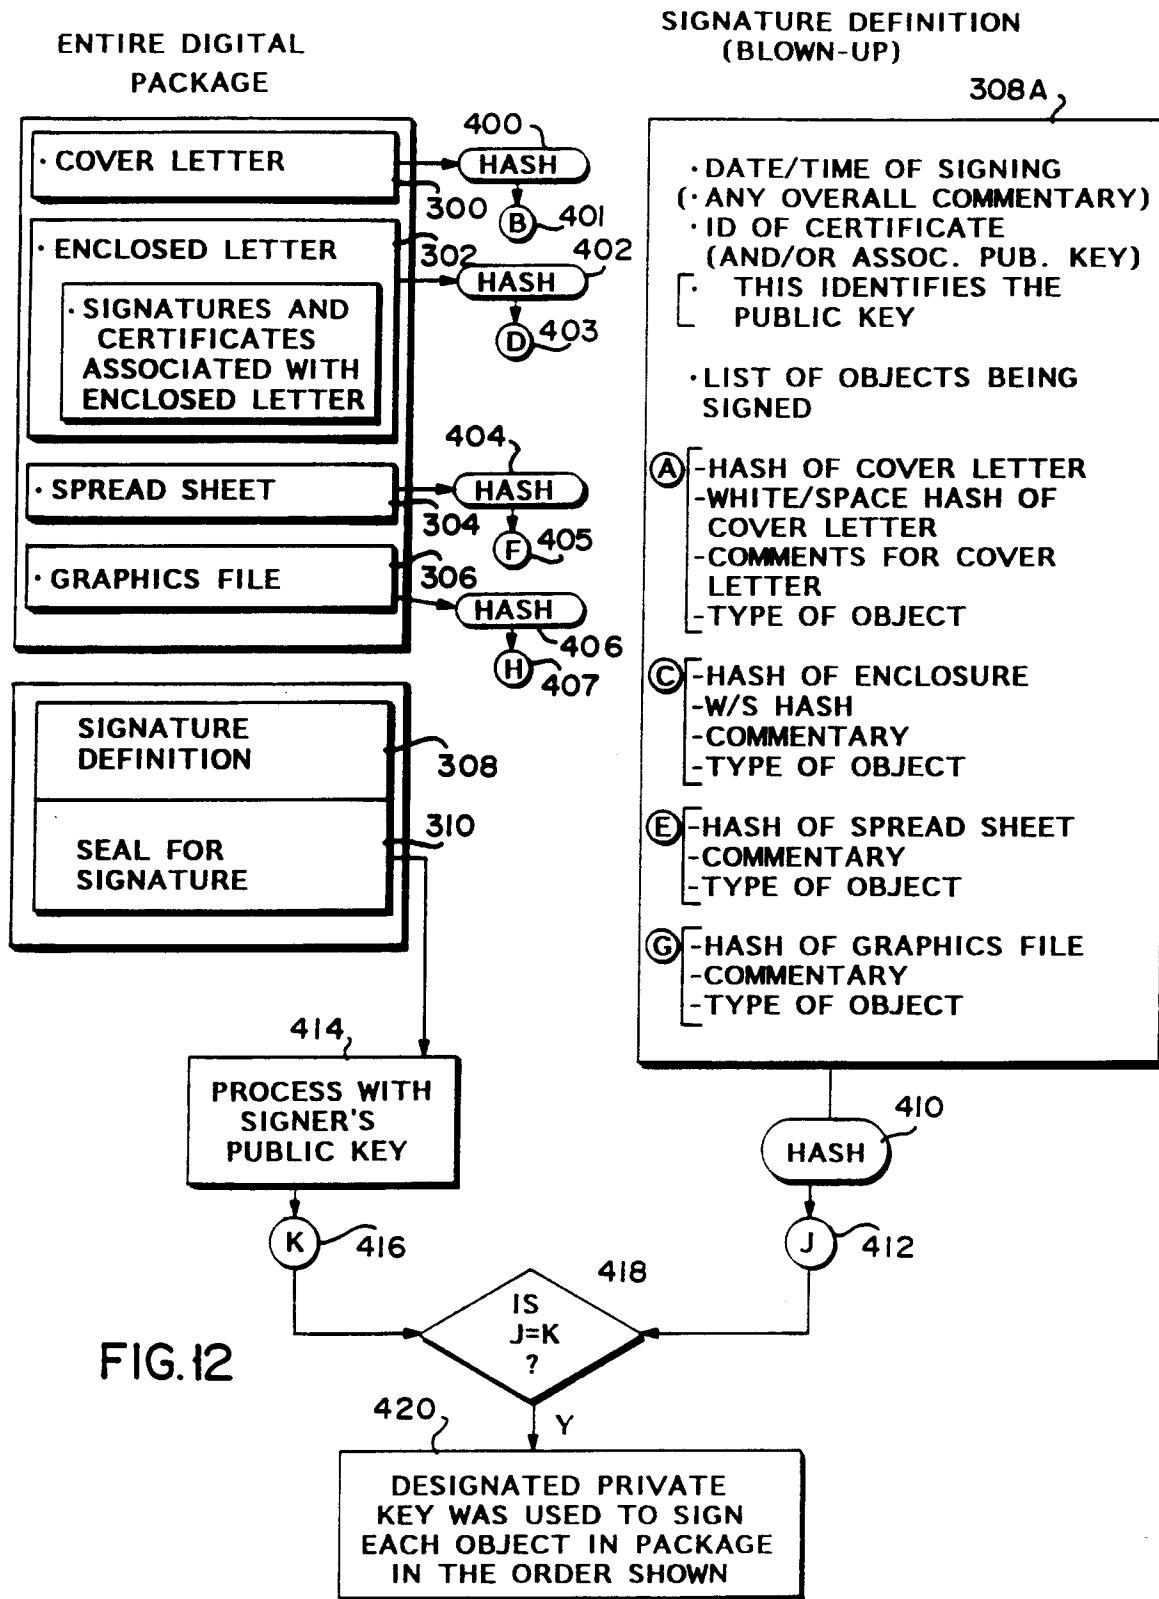 ENTIRE DIGITAL
PACKAGE
· COVER LETTER
300
HASH
400
B
401
· ENCLOSED LETTER
302
· SIGNATURES AND
CERTIFICATES
ASSOCIATED WITH
ENCLOSED LETTER
HASH
402
D
403
· SPREAD SHEET
304
404
HASH
F
405
· GRAPHICS FILE
306
HASH
406
H
407
SIGNATURE
DEFINITION
308
SEAL FOR
SIGNATURE
310
SIGNATURE DEFINITION
(BLOWN-UP)
308A
· DATE/TIME OF SIGNING
(· ANY OVERALL COMMENTARY)
· ID OF CERTIFICATE
(AND/OR ASSOC. PUB. KEY)
· THIS IDENTIFIES THE
PUBLIC KEY
· LIST OF OBJECTS BEING
SIGNED
A
-HASH OF COVER LETTER
-WHITE/SPACE HASH OF
COVER LETTER
-COMMENTS FOR COVER
LETTER
-TYPE OF OBJECT
C
-HASH OF ENCLOSURE
-W/S HASH
-COMMENTARY
-TYPE OF OBJECT
E
-HASH OF SPREAD SHEET
-COMMENTARY
-TYPE OF OBJECT
G
-HASH OF GRAPHICS FILE
-COMMENTARY
-TYPE OF OBJECT
414
PROCESS WITH
SIGNER'S
PUBLIC KEY
K
416
410
HASH
J
412
418
IS
J=K
?
Y
FIG.12
420
DESIGNATED PRIVATE
KEY WAS USED TO SIGN
EACH OBJECT IN PACKAGE
IN THE ORDER SHOWN